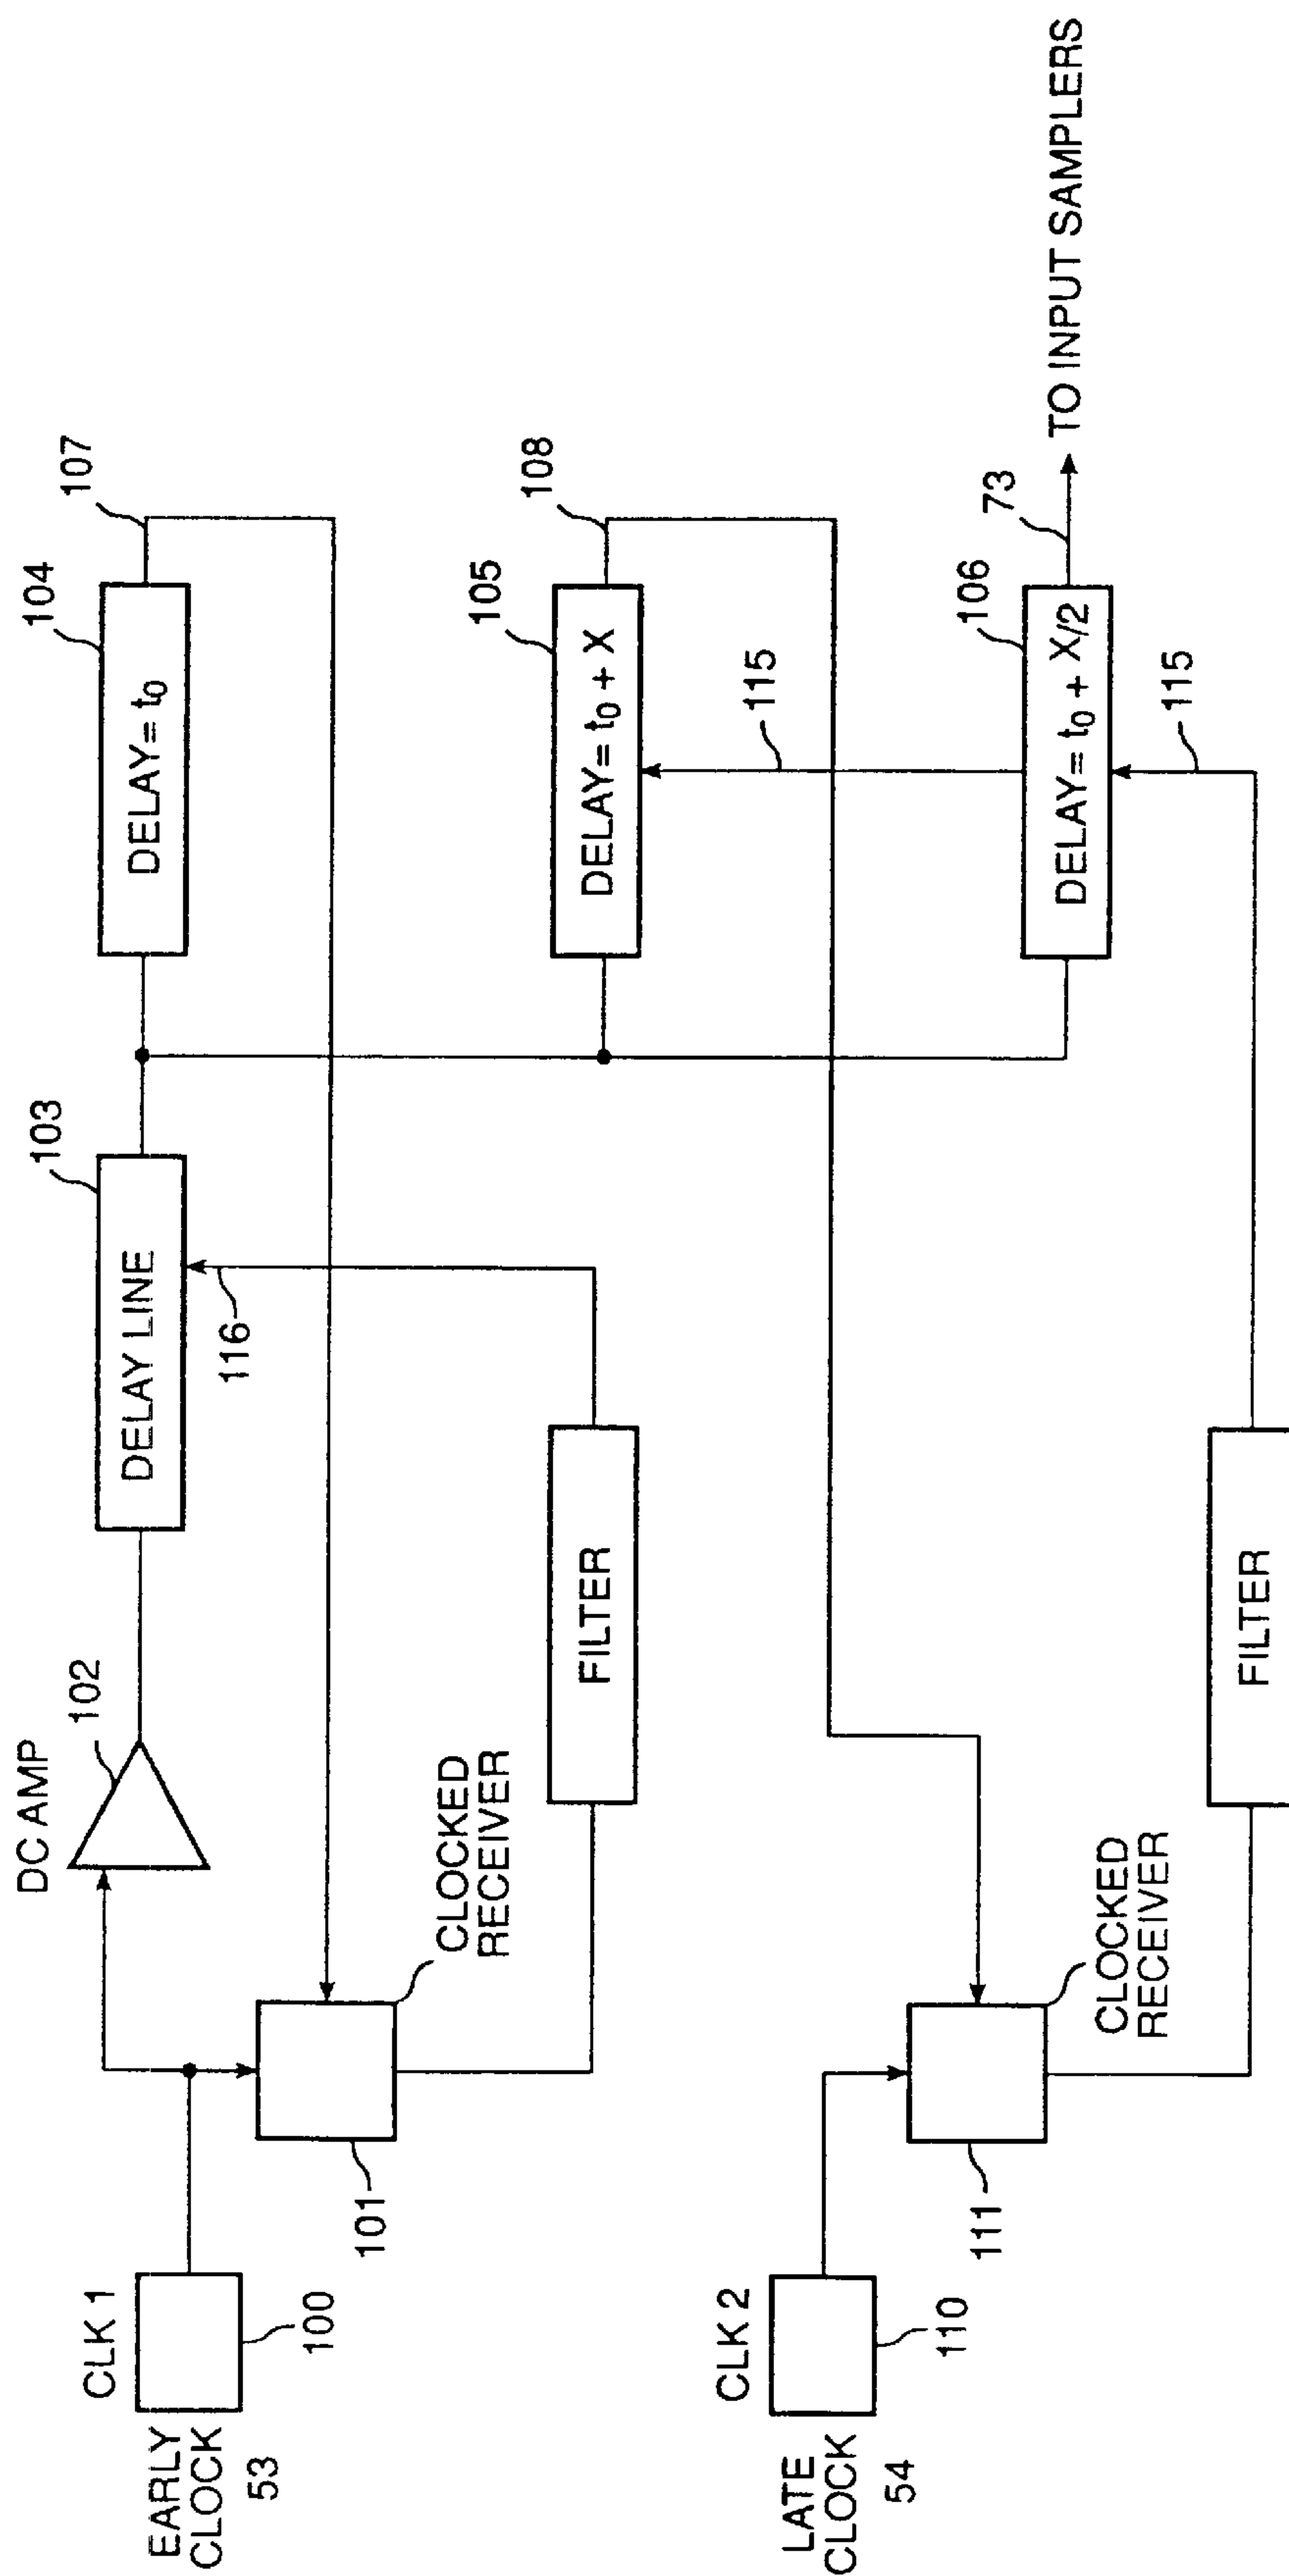 CLK 1
EARLY
CLOCK
53
100
101
DC AMP
102
DELAY LINE
103
116
DELAY= t₀
104
107
CLOCKED
RECEIVER
FILTER
DELAY= t₀ + X
105
108
115
CLK 2
LATE
CLOCK
54
110
111
CLOCKED
RECEIVER
FILTER
DELAY= t₀ + X/2
106
115
73
TO INPUT SAMPLERS